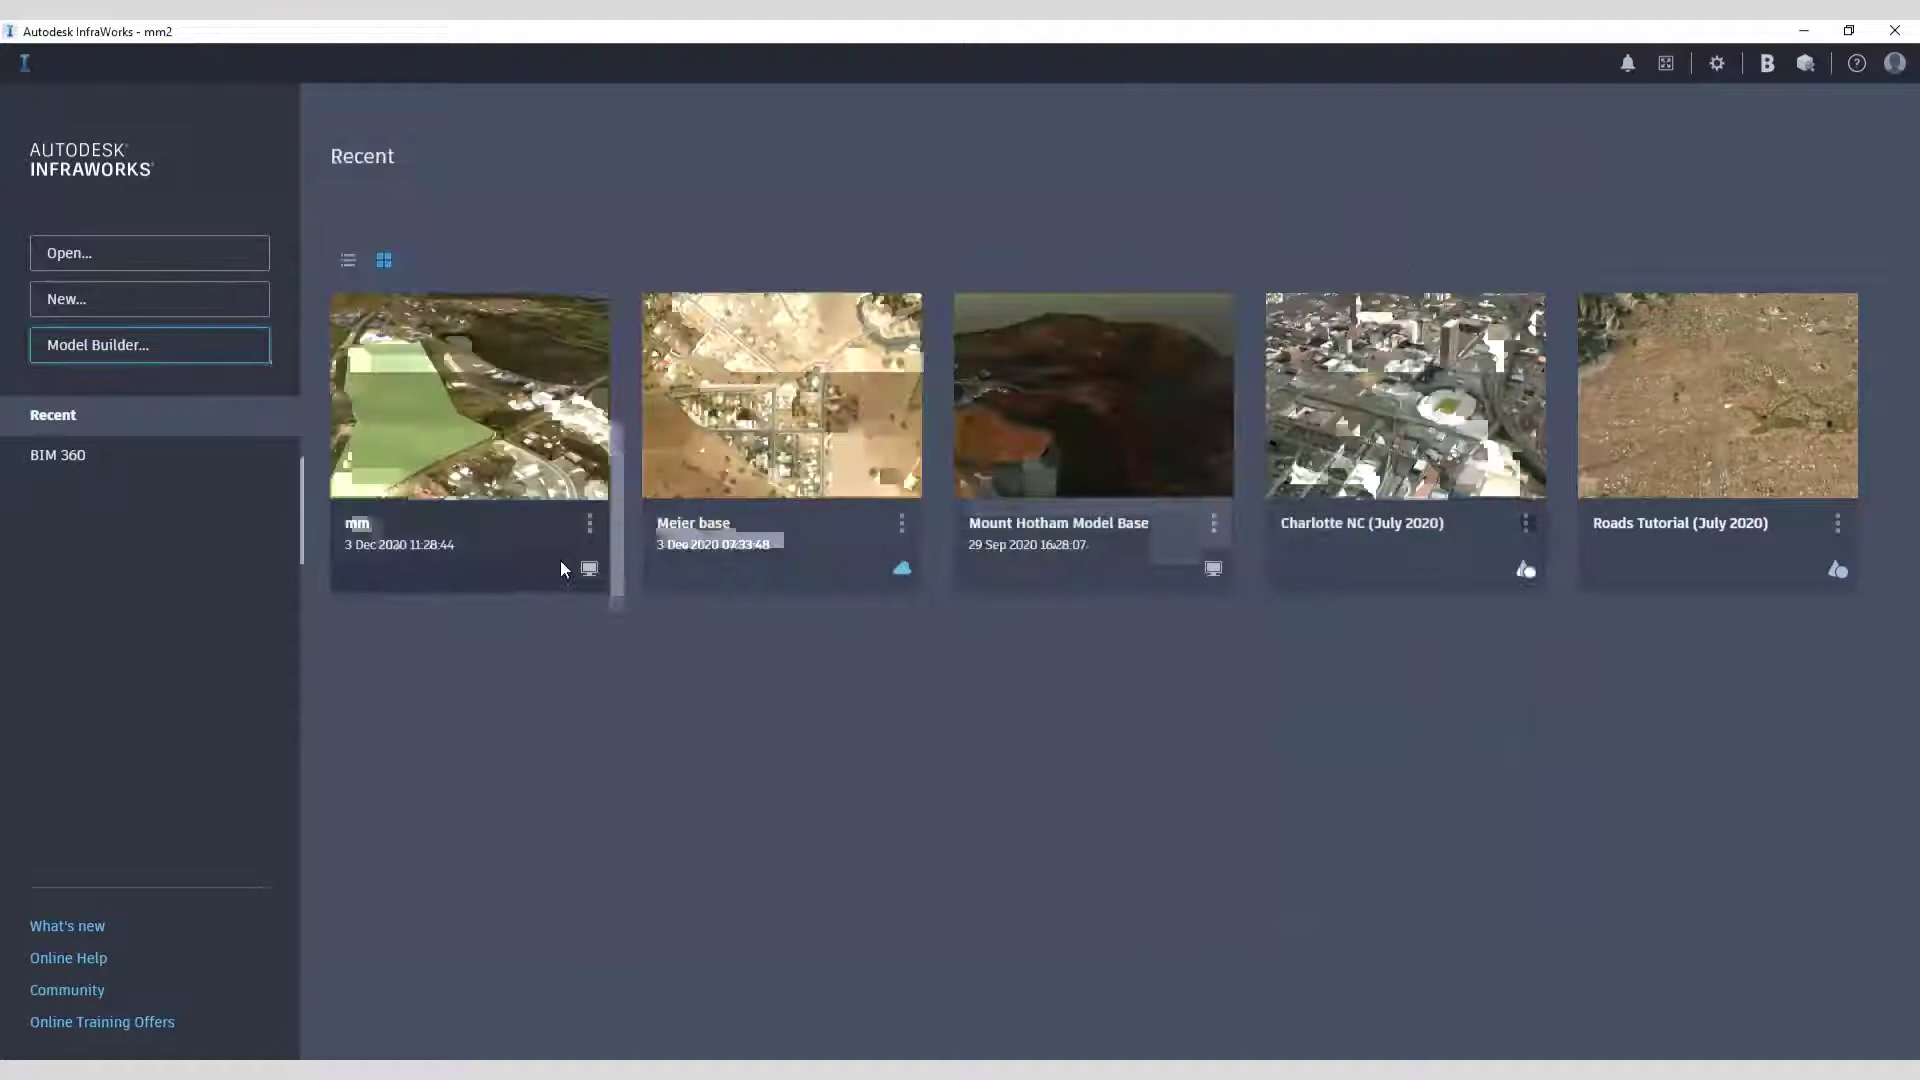 Autodesk InfraWorks - mm2
AUTODESK®
INFRAWORKS®
Open...
New...
Model Builder...
Recent
BIM 360
What's new
Online Help
Community
Online Training Offers
Recent
mm
3 Dec 2020 11:28:44
Meier base
3 Dec 2020 07:33:48
Mount Hotham Model Base
29 Sep 2020 16:28:07
Charlotte NC (July 2020)
Roads Tutorial (July 2020)